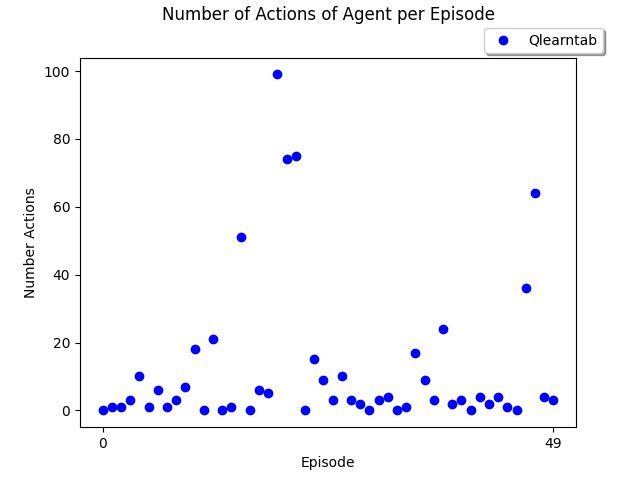 Number of Actions of Agent per Episode
Qlearntab
100
80
60
40
20
0
Number Actions
0 49
Episode